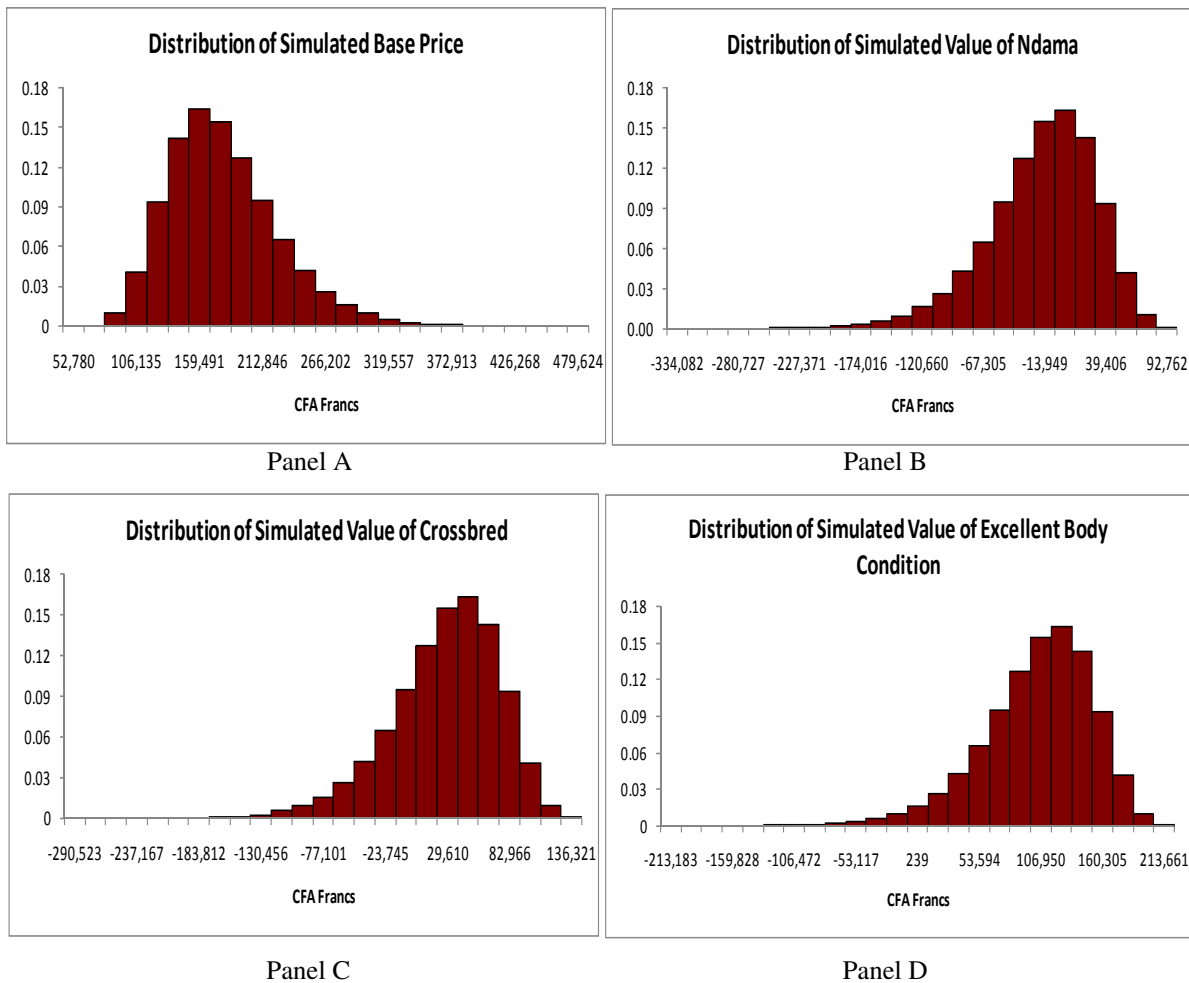 Distribution of Simulated Base Price
0.18
0.15
0.12
0.09
0.06
0.03
0
52,780 106,135 159,491 212,846 266,202 319,557 372,913 426,268 479,624
CFA Francs
Panel A
Distribution of Simulated Value of Ndama
0.18
0.15
0.12
0.09
0.06
0.03
0.00
-334,082 -280,727 -227,371 -174,016 -120,660 -67,305 -13,949 39,406 92,762
CFA Francs
Panel B
Distribution of Simulated Value of Crossbred
0.18
0.15
0.12
0.09
0.06
0.03
0
-290,523 -237,167 -183,812 -130,456 -77,101 -23,745 29,610 82,966 136,321
CFA Francs
Panel C
Distribution of Simulated Value of Excellent Body
Condition
0.18
0.15
0.12
0.09
0.06
0.03
0
-213,183 -159,828 -106,472 -53,117 239 53,594 106,950 160,305 213,661
CFA Francs
Panel D